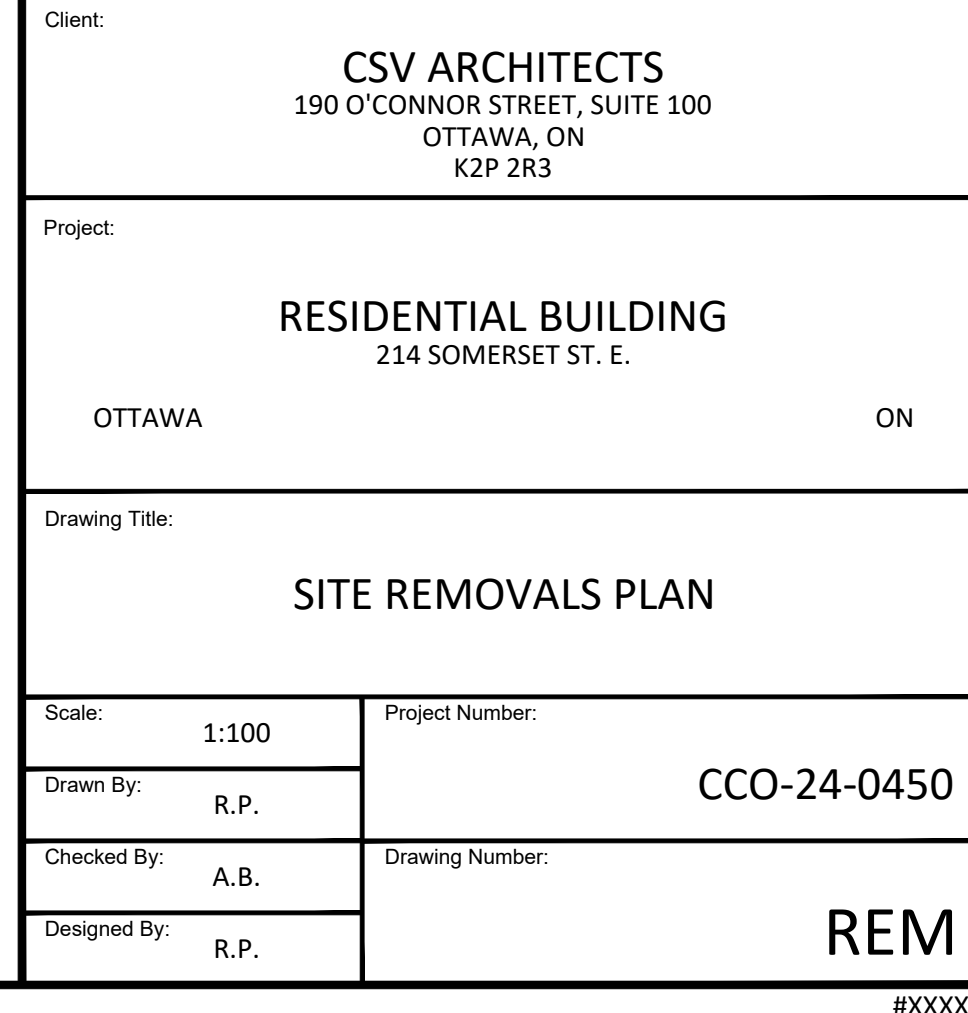 Client:
CSV ARCHITECTS
190 O'CONNOR STREET, SUITE 100
OTTAWA, ON
K2P 2R3
Project:
RESIDENTIAL BUILDING
214 SOMERSET ST. E.
OTTAWA ON
Drawing Title:
SITE REMOVALS PLAN
Scale: 1:100
Project Number:
CCO-24-0450
Drawn By: R.P.
Checked By: A.B.
Drawing Number:
REM
Designed By: R.P.
#XXXX